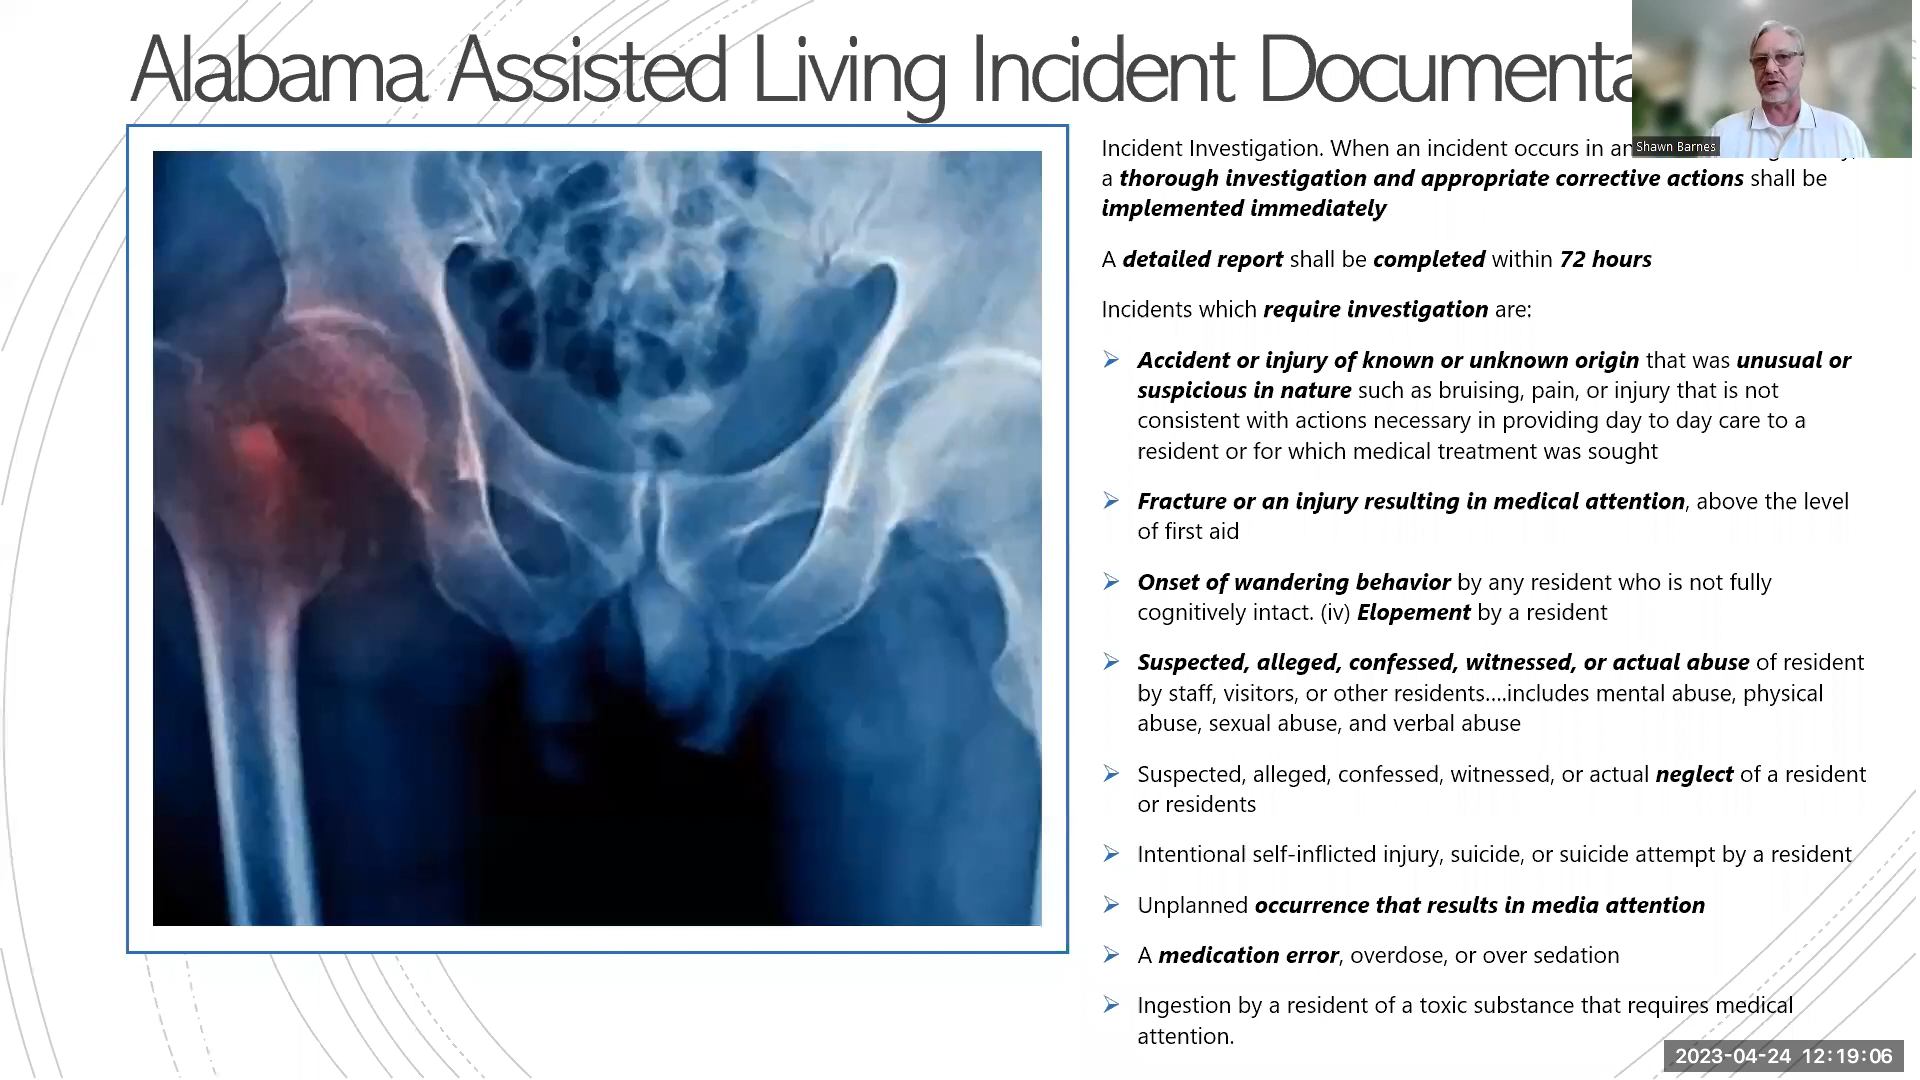 Alabama Assisted Living Incident
Shawn Barnes
Incident Investigation. When an incident occurs in an
a thorough investigation and appropriate corrective actions shall be
implemented immediately
A detailed report shall be completed within 72 hours
Incidents which require investigation are:
Accident or injury of known or unknown origin that was unusual or
suspicious in nature such as bruising, pain, or injury that is not
consistent with actions necessary in providing day to day care to a
resident or for which medical treatment was sought
Fracture or an injury resulting in medical attention, above the level
of first aid
Onset of wandering behavior by any resident who is not fully
cognitively intact. (iv) Elopement by a resident
Suspected, alleged, confessed, witnessed, or actual abuse of resident
by staff, visitors, or other residents....includes mental abuse, physical
abuse, sexual abuse, and verbal abuse
Suspected, alleged, confessed, witnessed, or actual neglect of a resident
or residents
Intentional self-inflicted injury, suicide, or suicide attempt by a resident
Unplanned occurrence that results in media attention
A medication error, overdose, or over sedation
Ingestion by a resident of a toxic substance that requires medical
attention.
2023-04-24 12:19:06